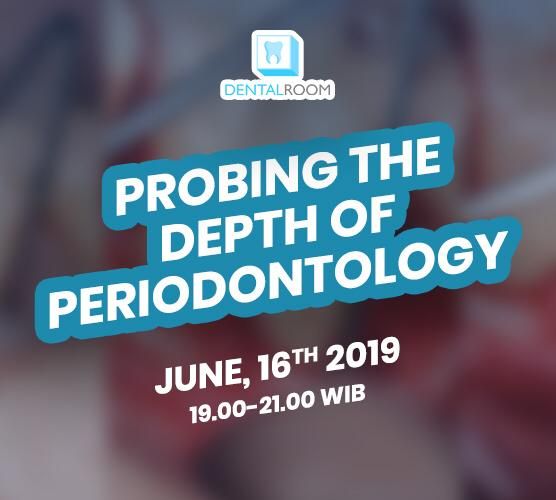 DENTALROOM
PROBING THE
DEPTH OF
PERIODONTOLOGY
JUNE, 16TH 2019
19.00-21.00 WIB